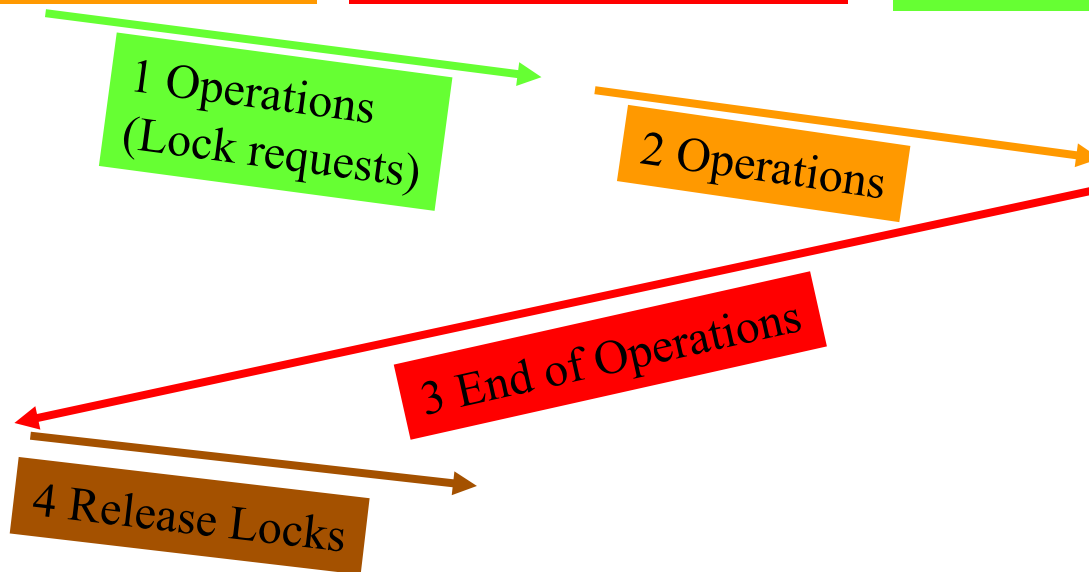 1 Operations
(Lock requests)
2 Operations
3 End of Operations
4 Release Locks